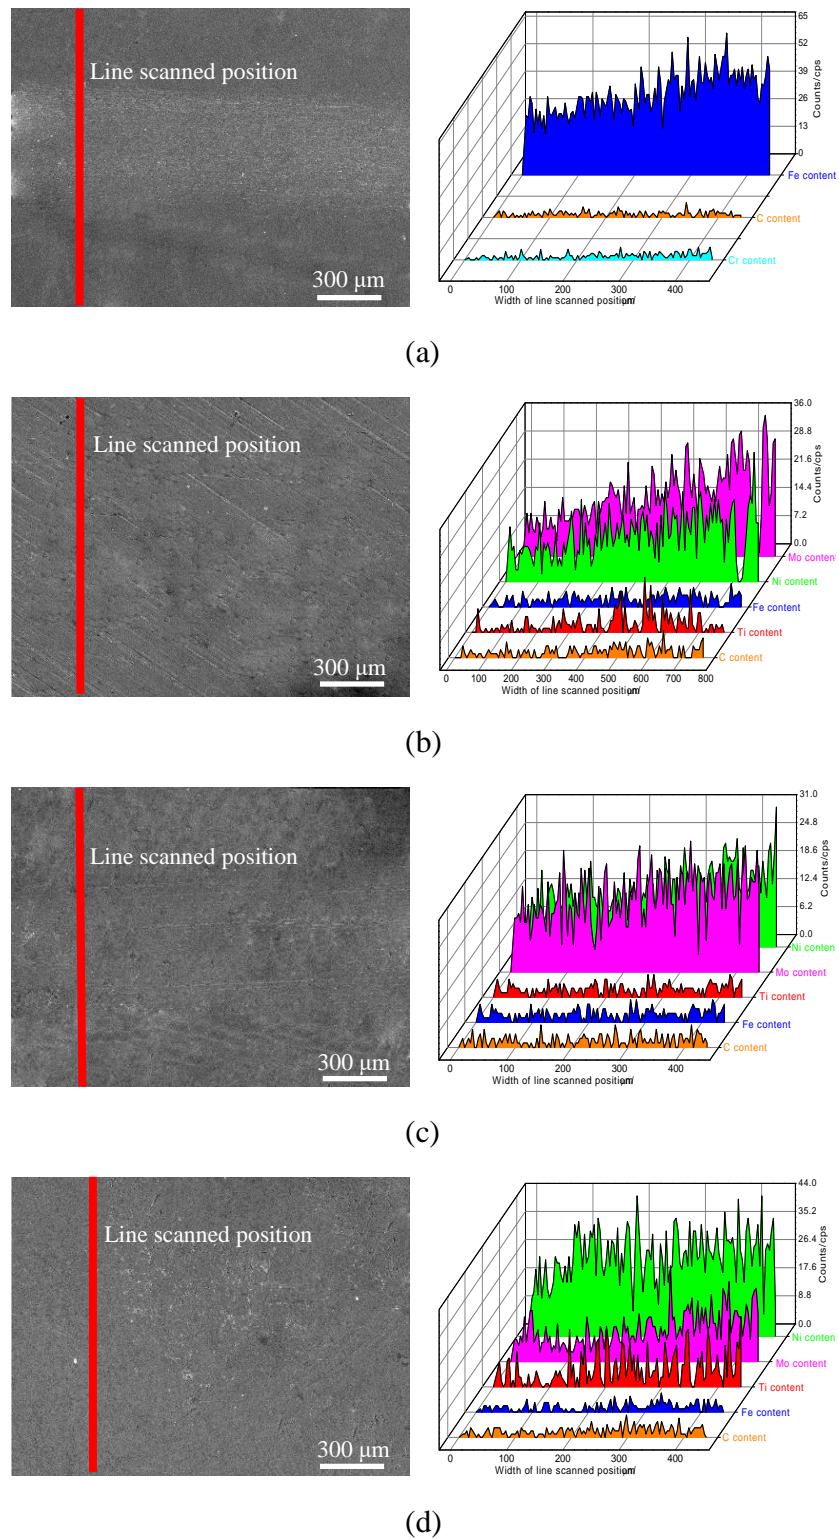 Line scanned position
300 μm
65
52
39
26
13
0
Counts/cps
Fe content
C content
Cr content
0 100 200 300 400
Width of line scanned position/μm
(a)
Line scanned position
300 μm
36.0
28.8
21.6
14.4
7.2
0.0
Counts/cps
Mo conten
Ni content
Fe content
Ti content
C content
0 100 200 300 400 500 600 700 800
Width of line scanned position/μm
(b)
Line scanned position
300 μm
31.0
24.8
18.6
12.4
6.2
0.0
Counts/cps
Ni conten
Mo content
Ti content
Fe content
C content
0 100 200 300 400
Width of line scanned position/μm
(c)
Line scanned position
300 μm
44.0
35.2
26.4
17.6
8.8
0.0
Counts/cps
Ni conten
Mo content
Ti content
Fe content
C content
0 100 200 300 400
Width of line scanned position/μm
(d)